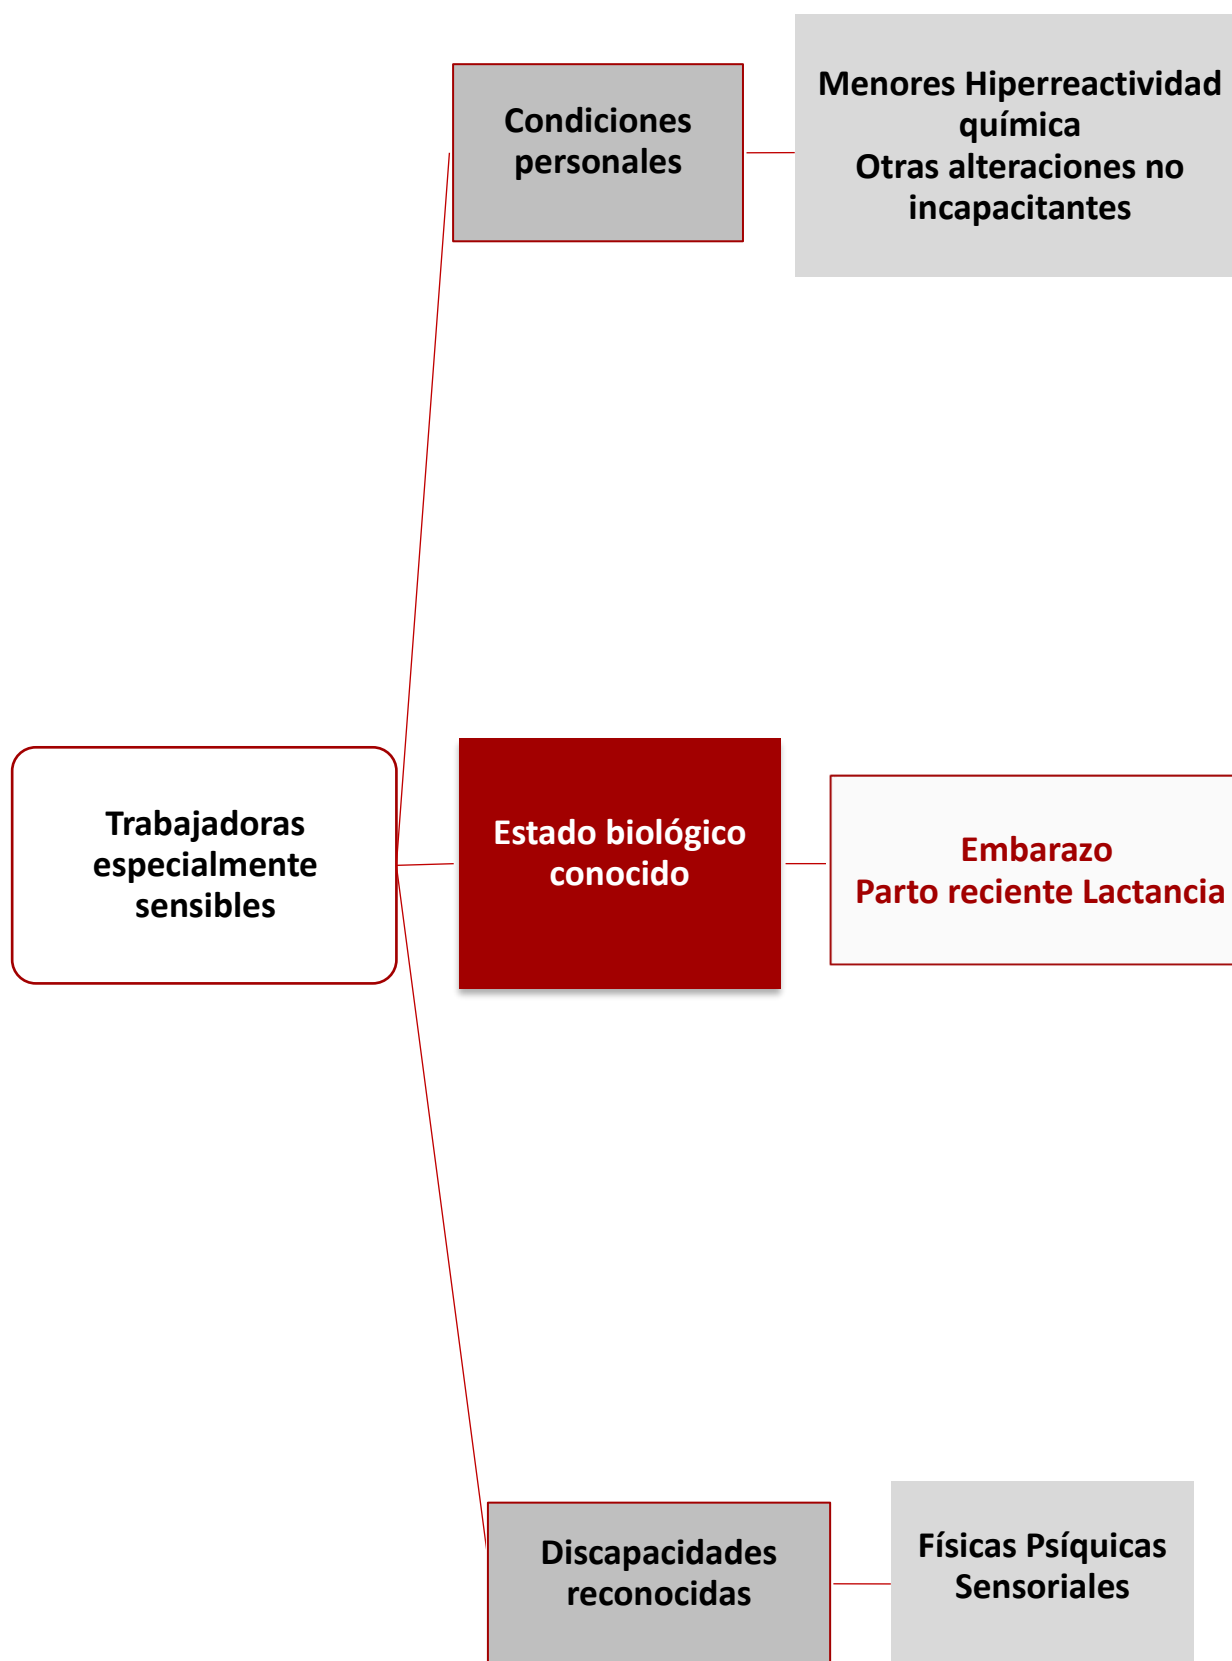 Condiciones
personales
Menores Hiperreactividad
química
Otras alteraciones no
incapacitantes
Trabajadoras
especialmente
sensibles
Estado biológico
conocido
Embarazo
Parto reciente Lactancia
Discapacidades
reconocidas
Físicas Psíquicas
Sensoriales